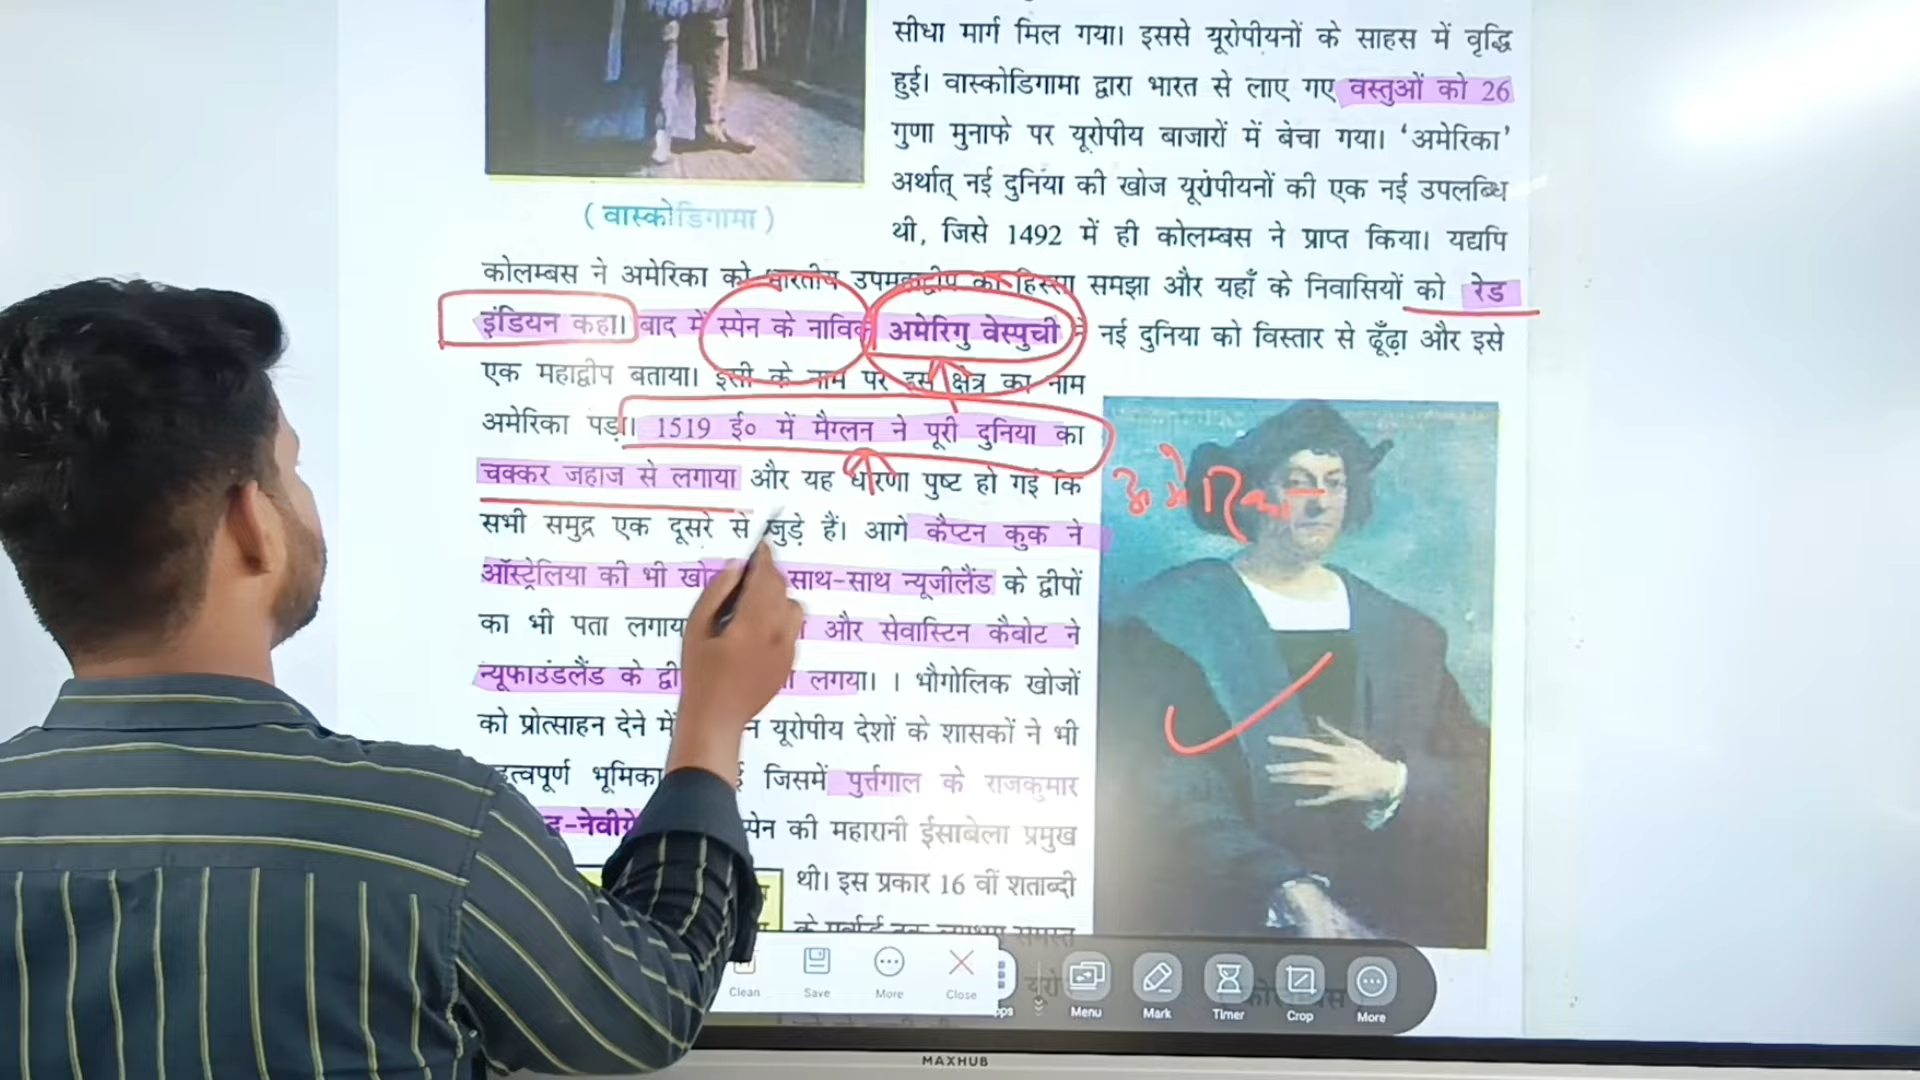 सीधा मार्ग मिल गया। इससे यूरोपीयनों के साहस में वृद्धि
हुई। वास्कोडिगामा द्वारा भारत से लाए गए वस्तुओं को 26
गुणा मुनाफे पर यूरोपीय बाजारों में बेचा गया। ‘अमेरिका’
अर्थात् नई दुनिया की खोज यूरोपीयनों की एक नई उपलब्धि
थी, जिसे 1492 में ही कोलम्बस ने प्राप्त किया। यद्यपि
(वास्कोडिगामा)
कोलम्बस ने अमेरिका को भारतीय उपमहाद्वीप का हिस्सा समझा और यहाँ के निवासियों को रेड
इंडियन कहा। बाद में स्पेन के नाविक अमेरिगु वेस्पुची ने नई दुनिया को विस्तार से ढूँढ़ा और इसे
एक महाद्वीप बताया। इसी के नाम पर इस क्षेत्र का नाम
अमेरिका पड़ा। 1519 ई० में मैग्लन ने पूरी दुनिया का
चक्कर जहाज से लगाया और यह धारणा पुष्ट हो गई कि
सभी समुद्र एक दूसरे से जुड़े हैं। आगे कैप्टन कुक ने
ऑस्ट्रेलिया की भी साथ-साथ न्यूजीलैंड के द्वीपों
का भी पता और सेवास्टिन कैबोट ने
न्यूफाउंडलैंड के लगया। । भौगोलिक खोजों
को प्रोत्साहन देने में यूरोपीय देशों के शासकों ने भी
भूमिका जिसमें पुर्त्तगाल के राजकुमार
की महारानी ईसाबेला प्रमुख
थी। इस प्रकार 16 वीं शताब्दी
अमेरिका
Clean
Save
More
Close
Menu
Mark
Timer
Crop
More
MAXHUB